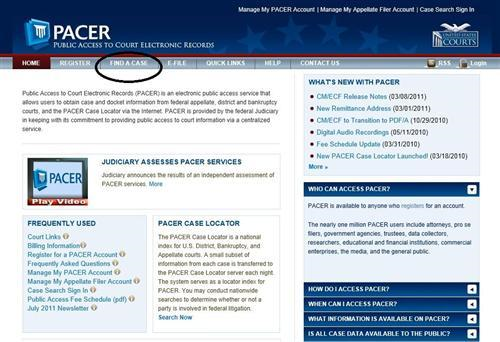 Manage My PACER Account | Manage My Appellate Filer Account | Case Search Sign In
PACER
PUBLIC ACCESS TO COURT ELECTRONIC RECORDS
UNITED STATES
COURTS
HOME REGISTER FIND A CASE E-FILE QUICK LINKS HELP CONTACT US RSS Login
Public Access to Court Electronic Records (PACER) is an electronic public access service that
allows users to obtain case and docket information from federal appellate, district and bankruptcy
courts, and the PACER Case Locator via the Internet. PACER is provided by the federal Judiciary
in keeping with its commitment to providing public access to court information via a centralized
service.
PACER
Play Video
JUDICIARY ASSESSES PACER SERVICES
Judiciary announces the results of an independent assessment
of PACER services. More
FREQUENTLY USED
Court Links
Billing Information
Register for a PACER Account
Frequently Asked Questions
Manage My PACER Account
Manage My Appellate Filer Account
Case Search Sign In
Public Access Fee Schedule (pdf)
July 2011 Newsletter
PACER CASE LOCATOR
The PACER Case Locator is a national
index for U.S. District, Bankruptcy, and
Appellate courts. A small subset of
information from each case is transferred to the
PACER Case Locator server each night.
The system serves as a locator index for
PACER. You may conduct nationwide
searches to determine whether or not a
party is involved in federal litigation.
Search Now
WHAT'S NEW WITH PACER
CM/ECF Release Notes (03/08/2011)
New Remittance Address (03/01/2011)
CM/ECF to Transition to PDF/A (10/29/2010)
Digital Audio Recordings (05/11/2010)
Fee Schedule Update (03/31/2010)
New PACER Case Locator Launched! (03/18/2010)
More »
WHO CAN ACCESS PACER?
PACER is available to anyone who registers for an account.
The nearly one million PACER users include attorneys, pro se
filers, government agencies, trustees, data collectors,
researchers, educational and financial institutions, commercial
enterprises, the media, and the general public.
HOW DO I ACCESS PACER?
WHEN CAN I ACCESS PACER?
WHAT INFORMATION IS AVAILABLE ON PACER?
IS ALL CASE DATA AVAILABLE TO THE PUBLIC?